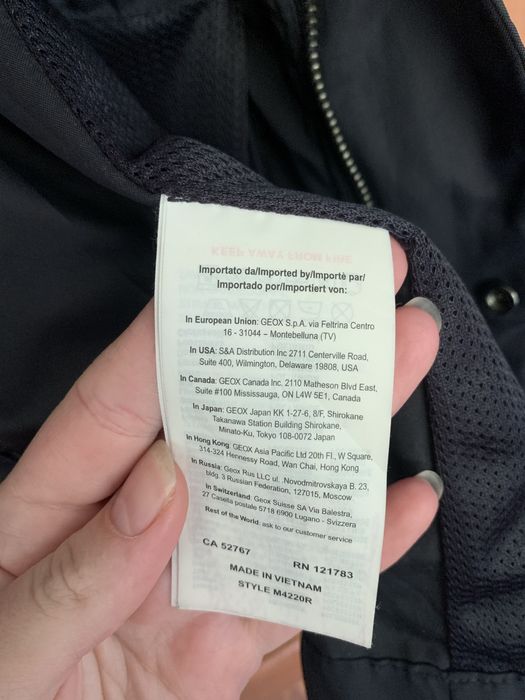 KEEP AWAY FROM FIRE
Importato da/Imported by/Importè par/
Importado por/Importiert von:
In European Union: GEOX S.p.A. via Feltrina Centro
16 - 31044 – Montebelluna (TV)
In USA: S&A Distribution Inc 2711 Centerville Road,
Suite 400, Wilmington, Delaware 19808, USA
In Canada: GEOX Canada Inc. 2110 Matheson Blvd East,
Suite #100 Mississauga, ON L4W 5E1, Canada
In Japan: GEOX Japan KK 1-27-6, 8/F, Shirokane
Takanawa Station Building Shirokane,
Minato-Ku, Tokyo 108-0072 Japan
In Hong Kong: GEOX Asia Pacific Ltd 20th Fl., W Square,
314-324 Hennessy Road, Wan Chai, Hong Kong
In Russia: Geox Rus LLC ul. Novodmitrovskaya B. 23,
bldg. 3 Russian Federation, 127015, Moscow
In Switzerland: Geox Suisse SA Via Balestra,
27 Casella postale 5718 6900 Lugano - Svizzera
Rest of the World: ask to our customer service
CA 52767 RN 121783
MADE IN VIETNAM
STYLE M4220R